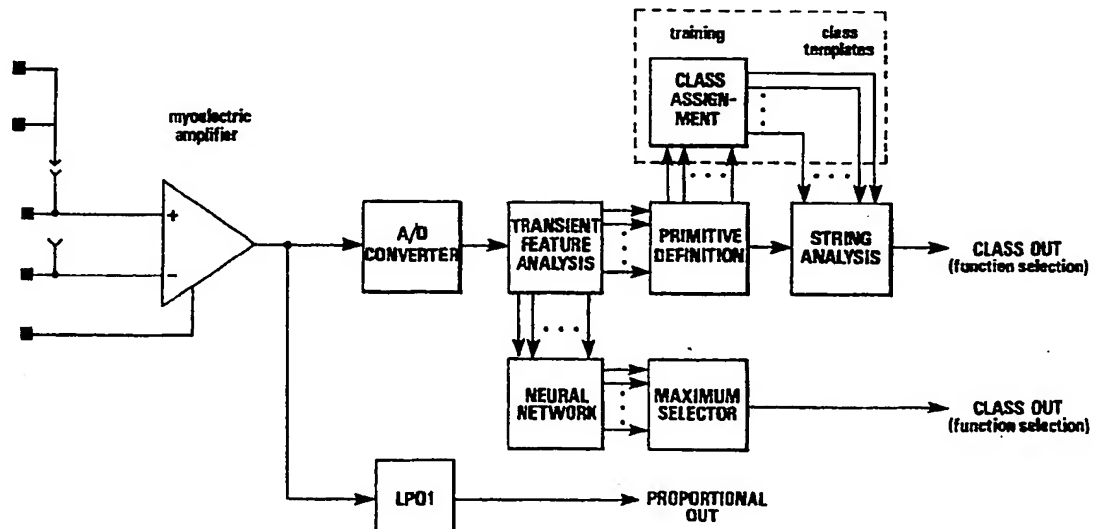 training
class
templates
CLASS
ASSIGN-
MENT
myoelectric
amplifier
+
−
A/D
CONVERTER
TRANSIENT
FEATURE
ANALYSIS
PRIMITIVE
DEFINITION
STRING
ANALYSIS
CLASS OUT
(function selection)
NEURAL
NETWORK
MAXIMUM
SELECTOR
CLASS OUT
(function selection)
LP01
PROPORTIONAL
OUT